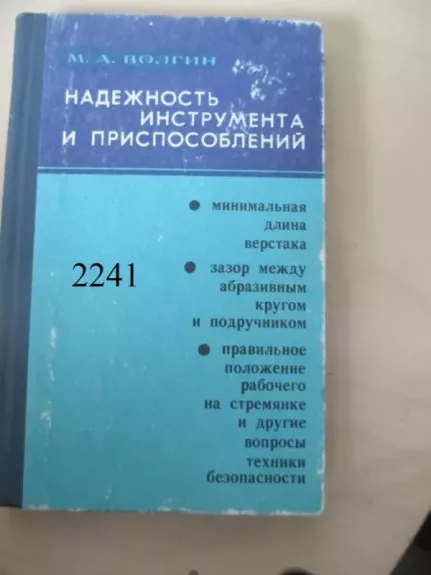 М. А. ВОЛГИН
НАДЕЖНОСТЬ
ИНСТРУМЕНТА
И ПРИСПОСОБЛЕНИЙ
● минимальная
длина
верстака
2241
● зазор между
абразивным
кругом
и подручником
● правильное
положение
рабочего
на стремянке
и другие
вопросы
техники
безопасности